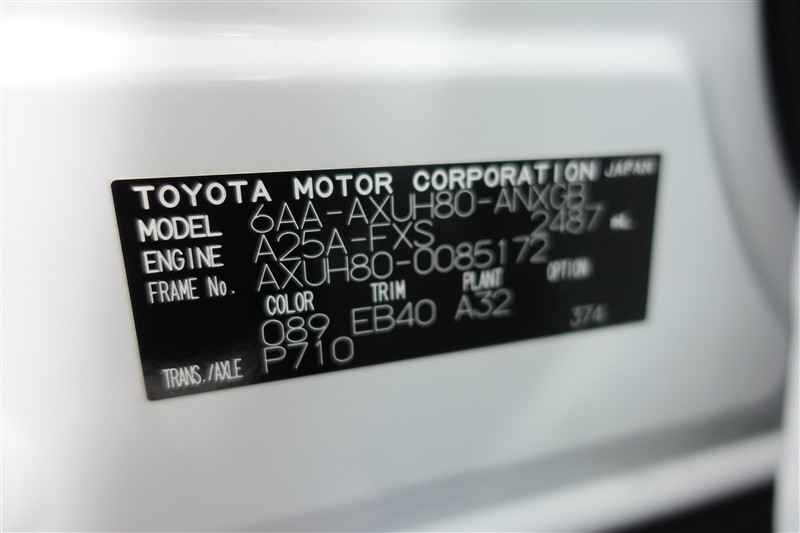 TOYOTA MOTOR CORPORATION JAPAN
MODEL 6AA-AXUH80-ANXGB
ENGINE A25A-FXS 2487 mL
FRAME No. AXUH80-0085172
COLOR TRIM PLANT OPTION
089 EB40 A32 374
TRANS./AXLE P710